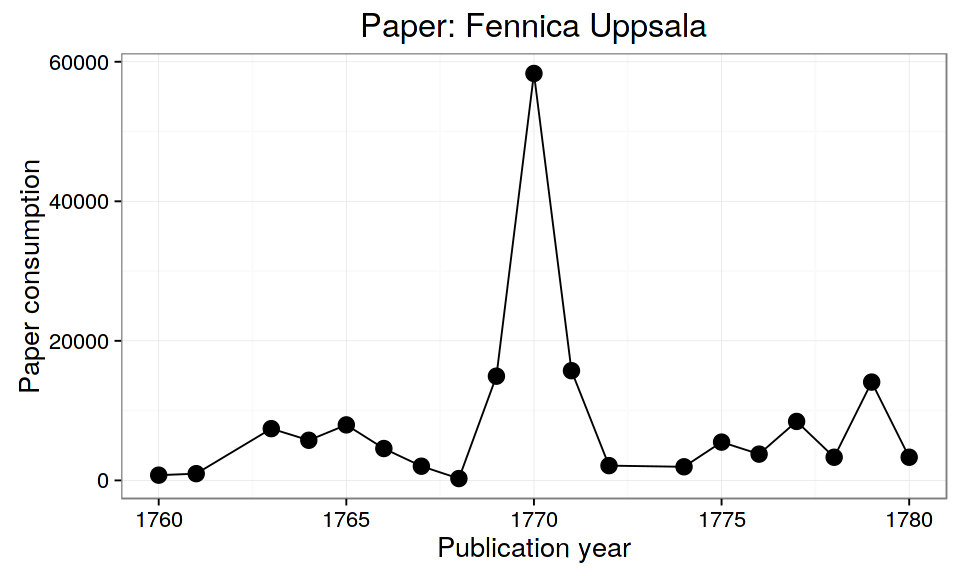 Paper: Fennica Uppsala
60000
40000
20000
0
Paper consumption
1760 1765 1770 1775 1780
Publication year